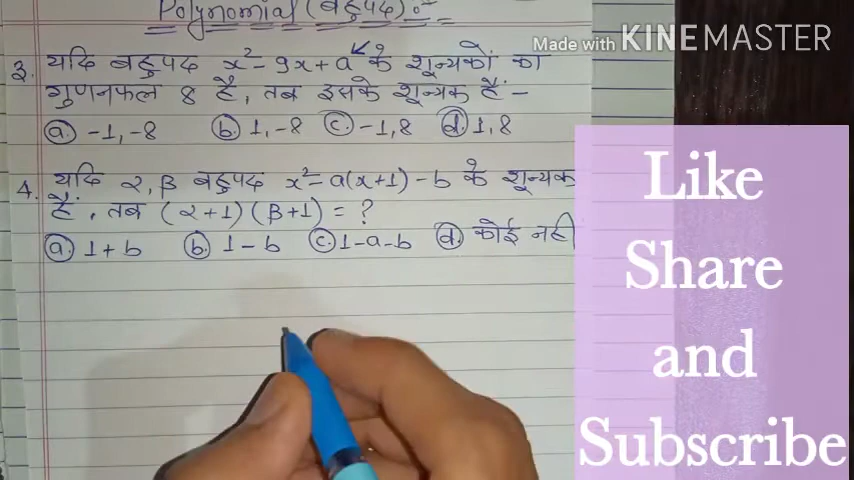 Polynomial (बहुपद) :-
3. यदि बहुपद x² - 9x + a के शून्यकों का
गुणनफल 8 है, तब इसके शून्यक हैं -
(a.) -1, -8 (b.) 1, -8 (c.) -1, 8 (d.) 1, 8
4. यदि α, β बहुपद x² - a(x+1) - b के शून्यक
हैं, तब (α+1) (β+1) = ?
(a.) 1 + b (b.) 1 - b (c.) 1 - a - b (d.) कोई नहीं
Made with KINEMASTER
Like
Share
and
Subscribe